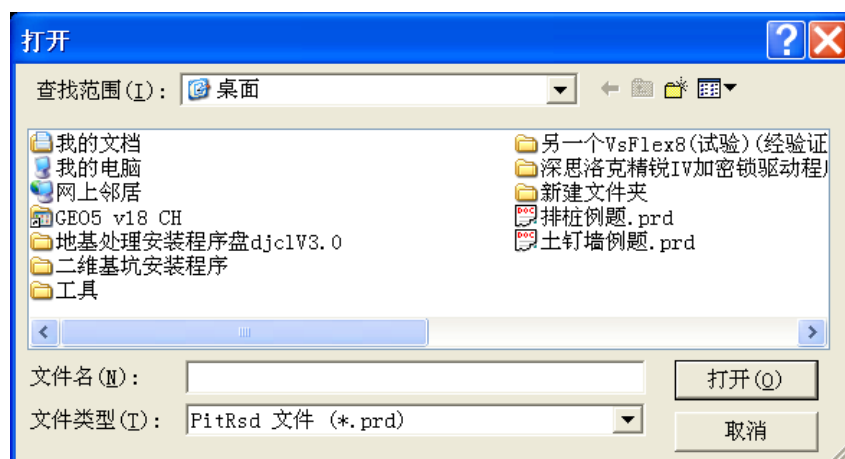 打开
查找范围(I): 桌面
我的文档
我的电脑
网上邻居
GEO5 v18 CH
地基处理安装程序盘djclV3.0
二维基坑安装程序
工具
另一个VsFlex8(试验)(经验证
深思洛克精锐IV加密锁驱动程
新建文件夹
排桩例题.prd
土钉墙例题.prd
文件名(N):
打开(O)
文件类型(T): PitRsd 文件 (*.prd)
取消